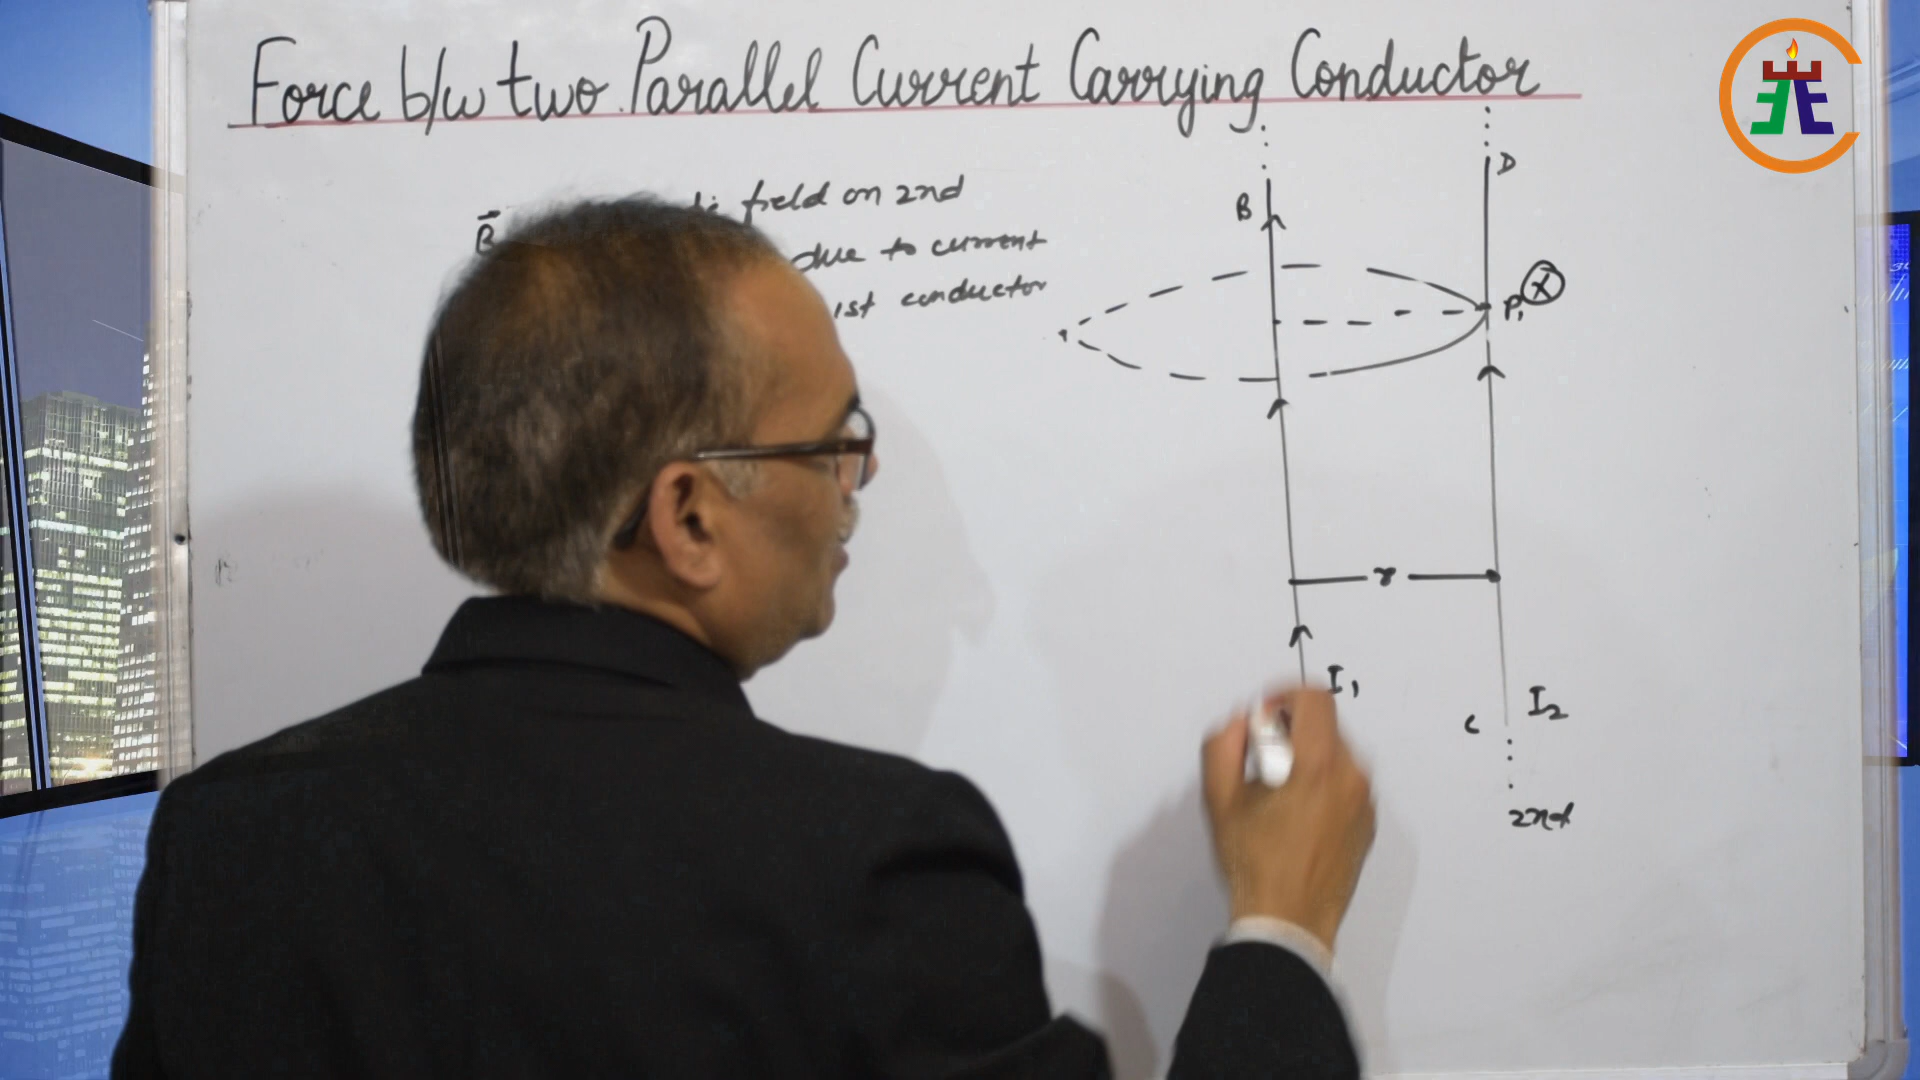 Force b/w two Parallel Current Carrying Conductor
B field on 2nd
due to current
1st conductor
B
D
P1 X
r
I1
I2
C
2nd